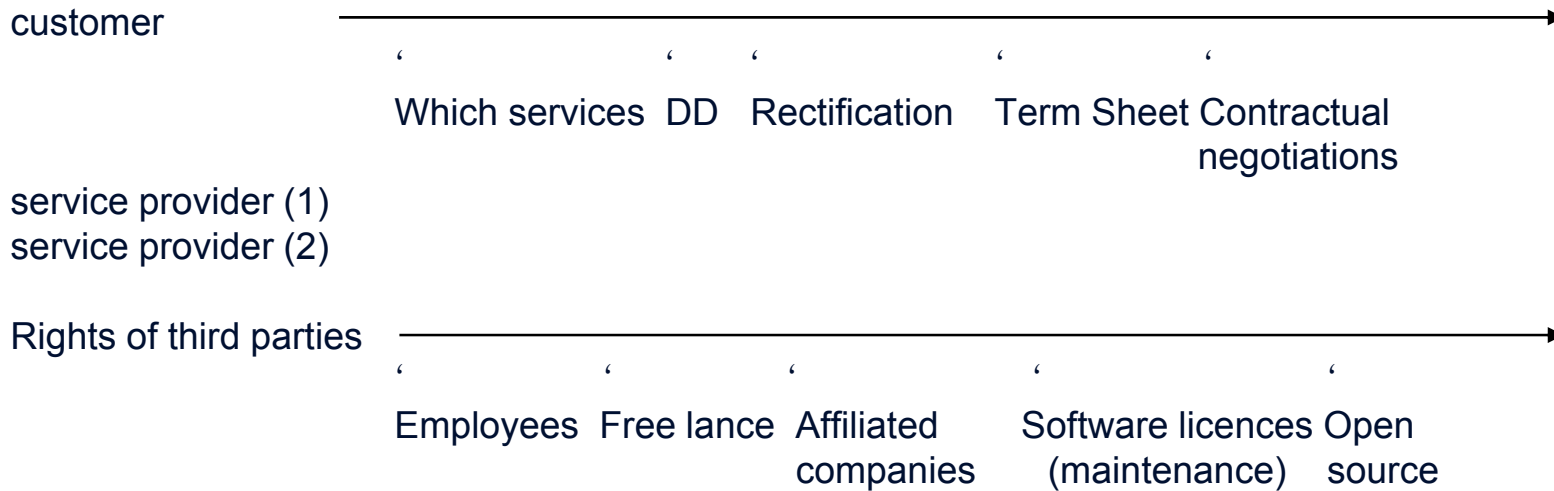 customer
‘ ‘ ‘ ‘ ‘
Which services DD Rectification Term Sheet Contractual
negotiations
service provider (1)
service provider (2)
Rights of third parties
‘ ‘ ‘ ‘ ‘
Employees Free lance Affiliated Software licences Open
companies (maintenance) source